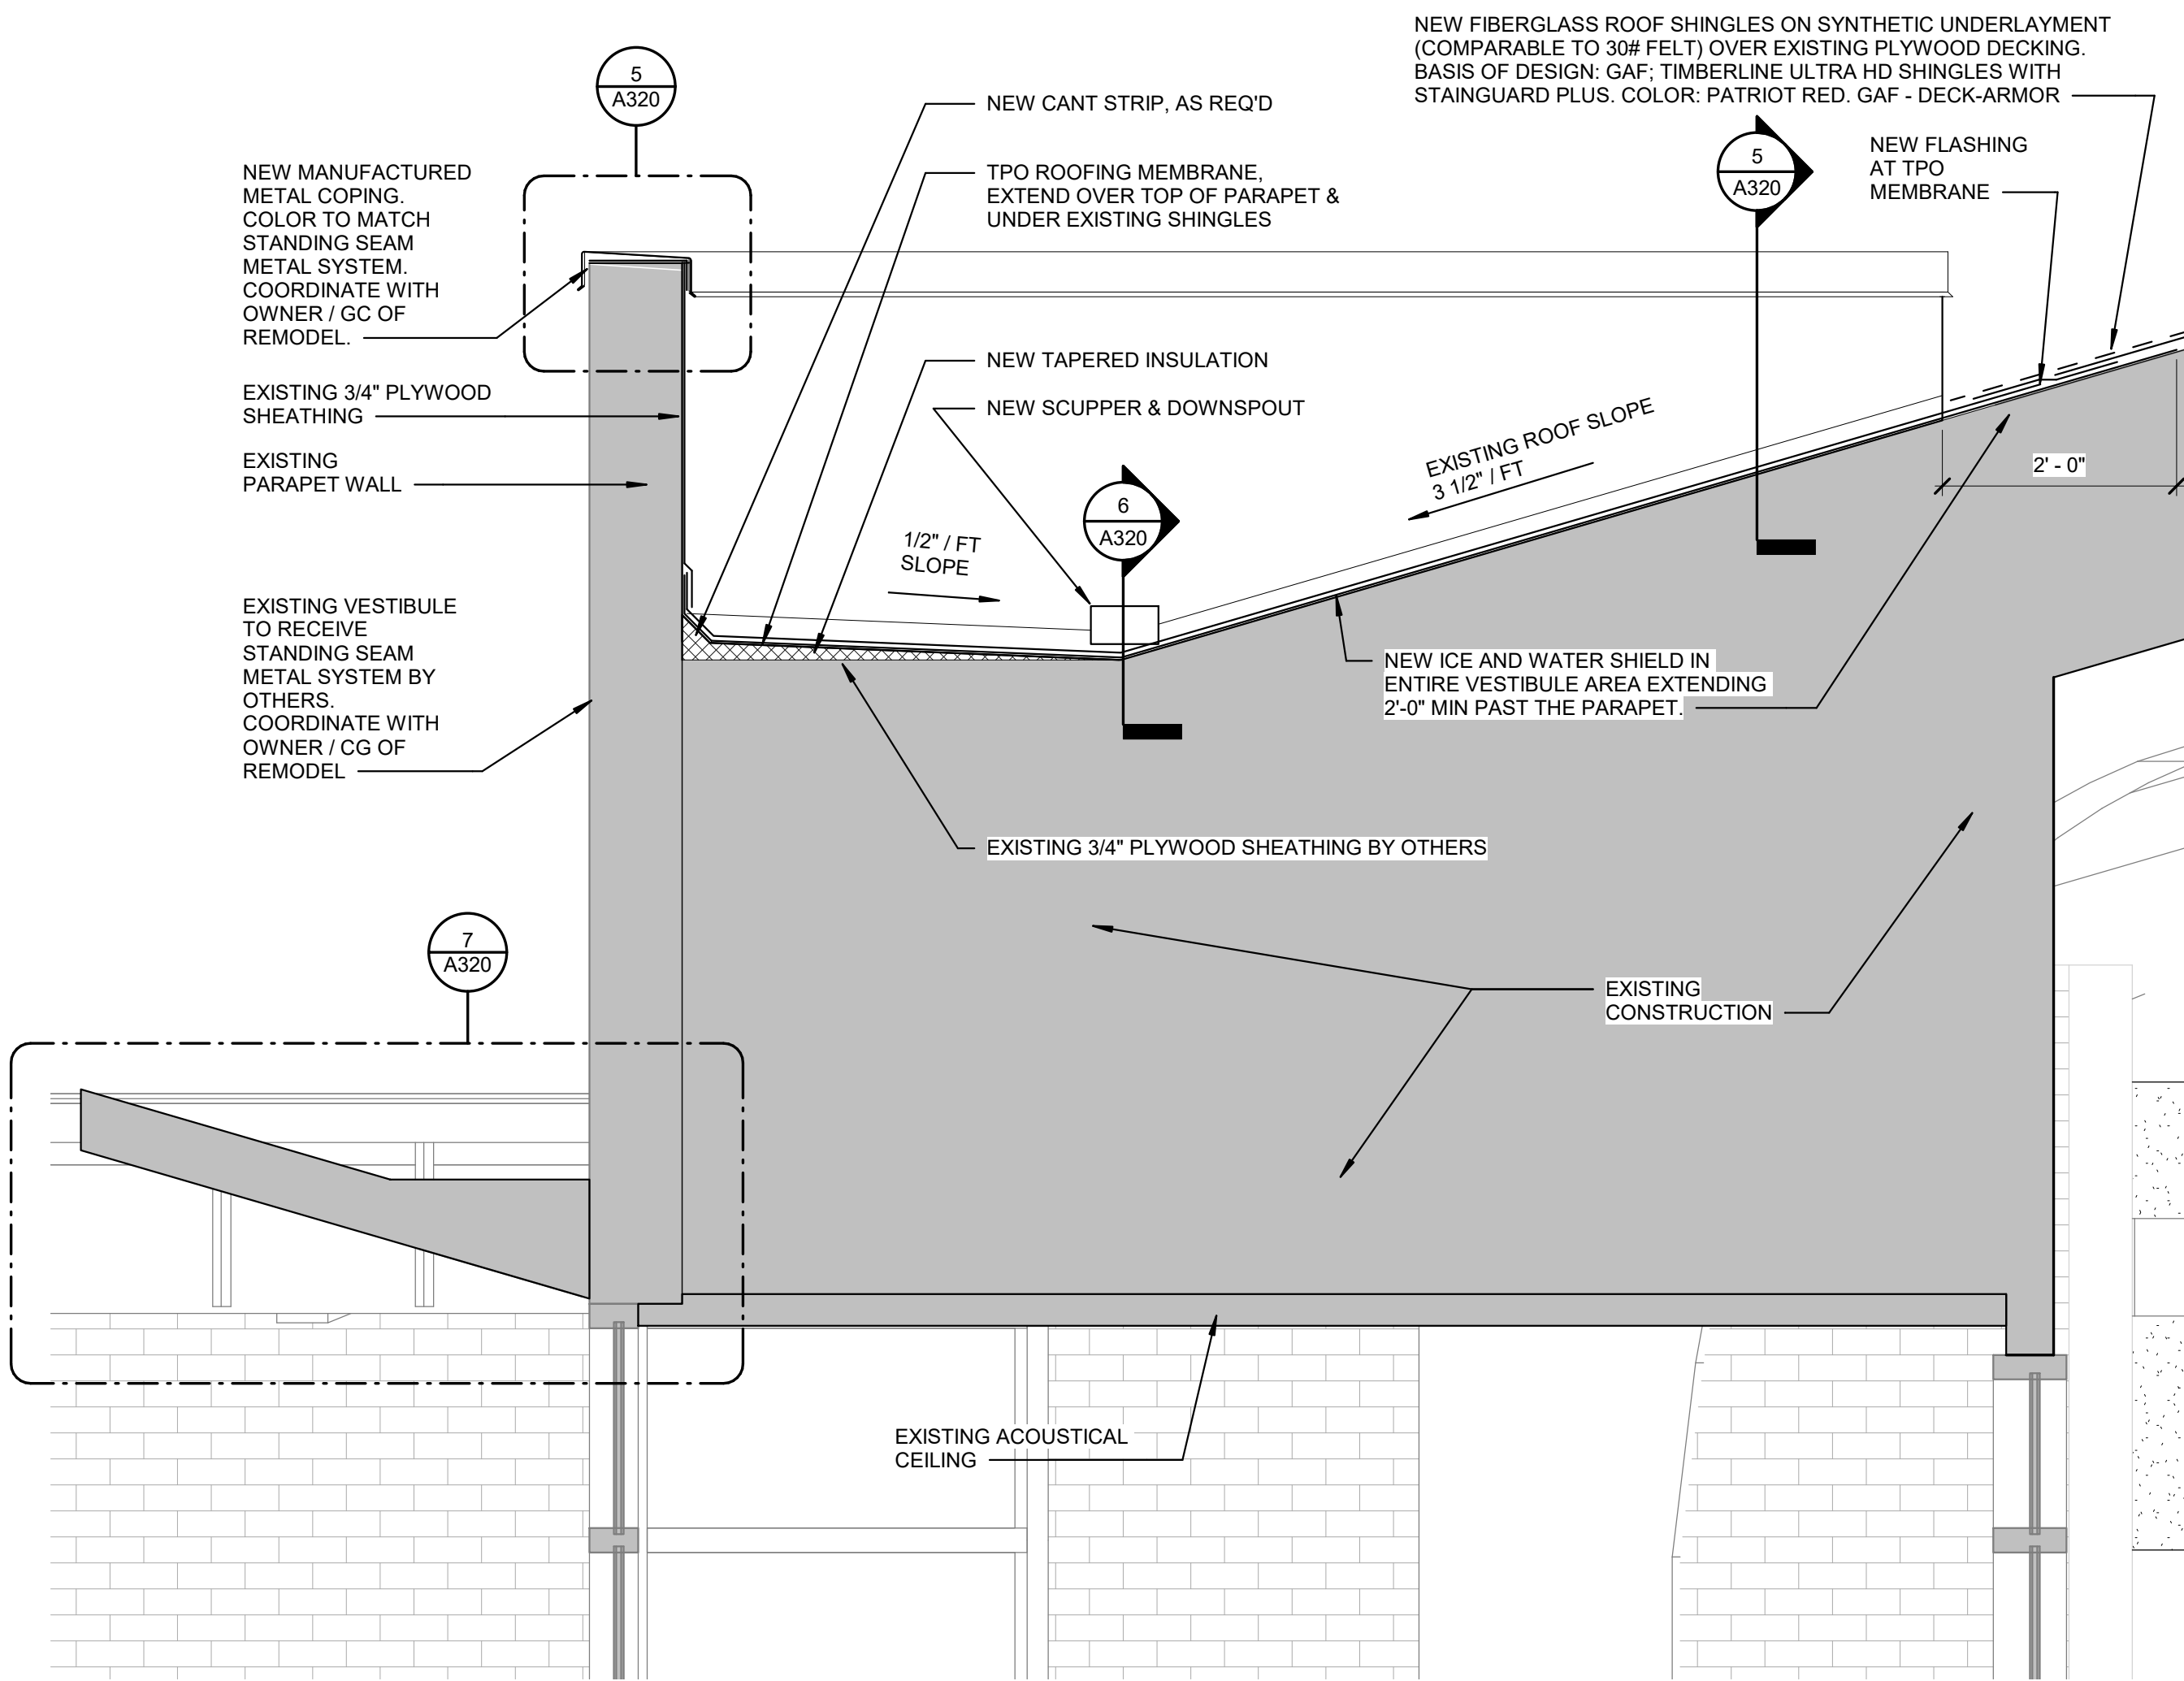 NEW FIBERGLASS ROOF SHINGLES ON SYNTHETIC UNDERLAYMENT
(COMPARABLE TO 30# FELT) OVER EXISTING PLYWOOD DECKING.
BASIS OF DESIGN: GAF; TIMBERLINE ULTRA HD SHINGLES WITH
STAINGUARD PLUS. COLOR: PATRIOT RED. GAF - DECK-ARMOR
5
A320
NEW CANT STRIP, AS REQ'D
5
A320
NEW FLASHING
AT TPO
MEMBRANE
NEW MANUFACTURED
METAL COPING.
COLOR TO MATCH
STANDING SEAM
METAL SYSTEM.
COORDINATE WITH
OWNER / GC OF
REMODEL.
TPO ROOFING MEMBRANE,
EXTEND OVER TOP OF PARAPET &
UNDER EXISTING SHINGLES
NEW TAPERED INSULATION
EXISTING 3/4" PLYWOOD
SHEATHING
NEW SCUPPER & DOWNSPOUT
EXISTING ROOF SLOPE
3 1/2" / FT
2' - 0"
EXISTING
PARAPET WALL
6
A320
1/2" / FT
SLOPE
EXISTING VESTIBULE
TO RECEIVE
STANDING SEAM
METAL SYSTEM BY
OTHERS.
COORDINATE WITH
OWNER / CG OF
REMODEL
NEW ICE AND WATER SHIELD IN
ENTIRE VESTIBULE AREA EXTENDING
2'-0" MIN PAST THE PARAPET.
EXISTING 3/4" PLYWOOD SHEATHING BY OTHERS
7
A320
EXISTING
CONSTRUCTION
EXISTING ACOUSTICAL
CEILING